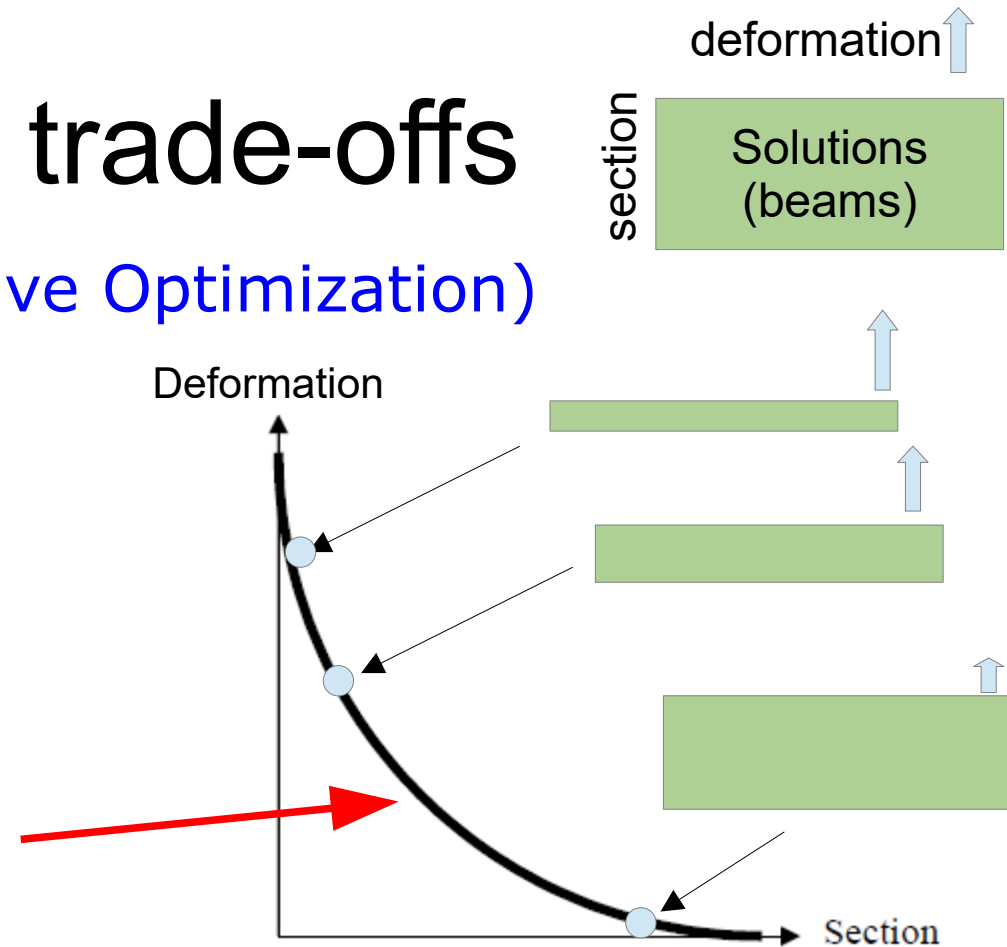 deformation
trade-offs
section
Solutions
(beams)
ve Optimization)
Deformation
Section